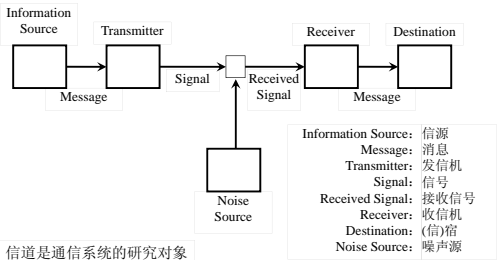 Information
Source
Transmitter
Receiver
Destination
Signal
Received
Signal
Message
Message
Noise
Source
Information Source：信源
Message：消息
Transmitter：发信机
Signal：信号
Received Signal：接收信号
Receiver：收信机
Destination：(信)宿
Noise Source：噪声源
信道是通信系统的研究对象